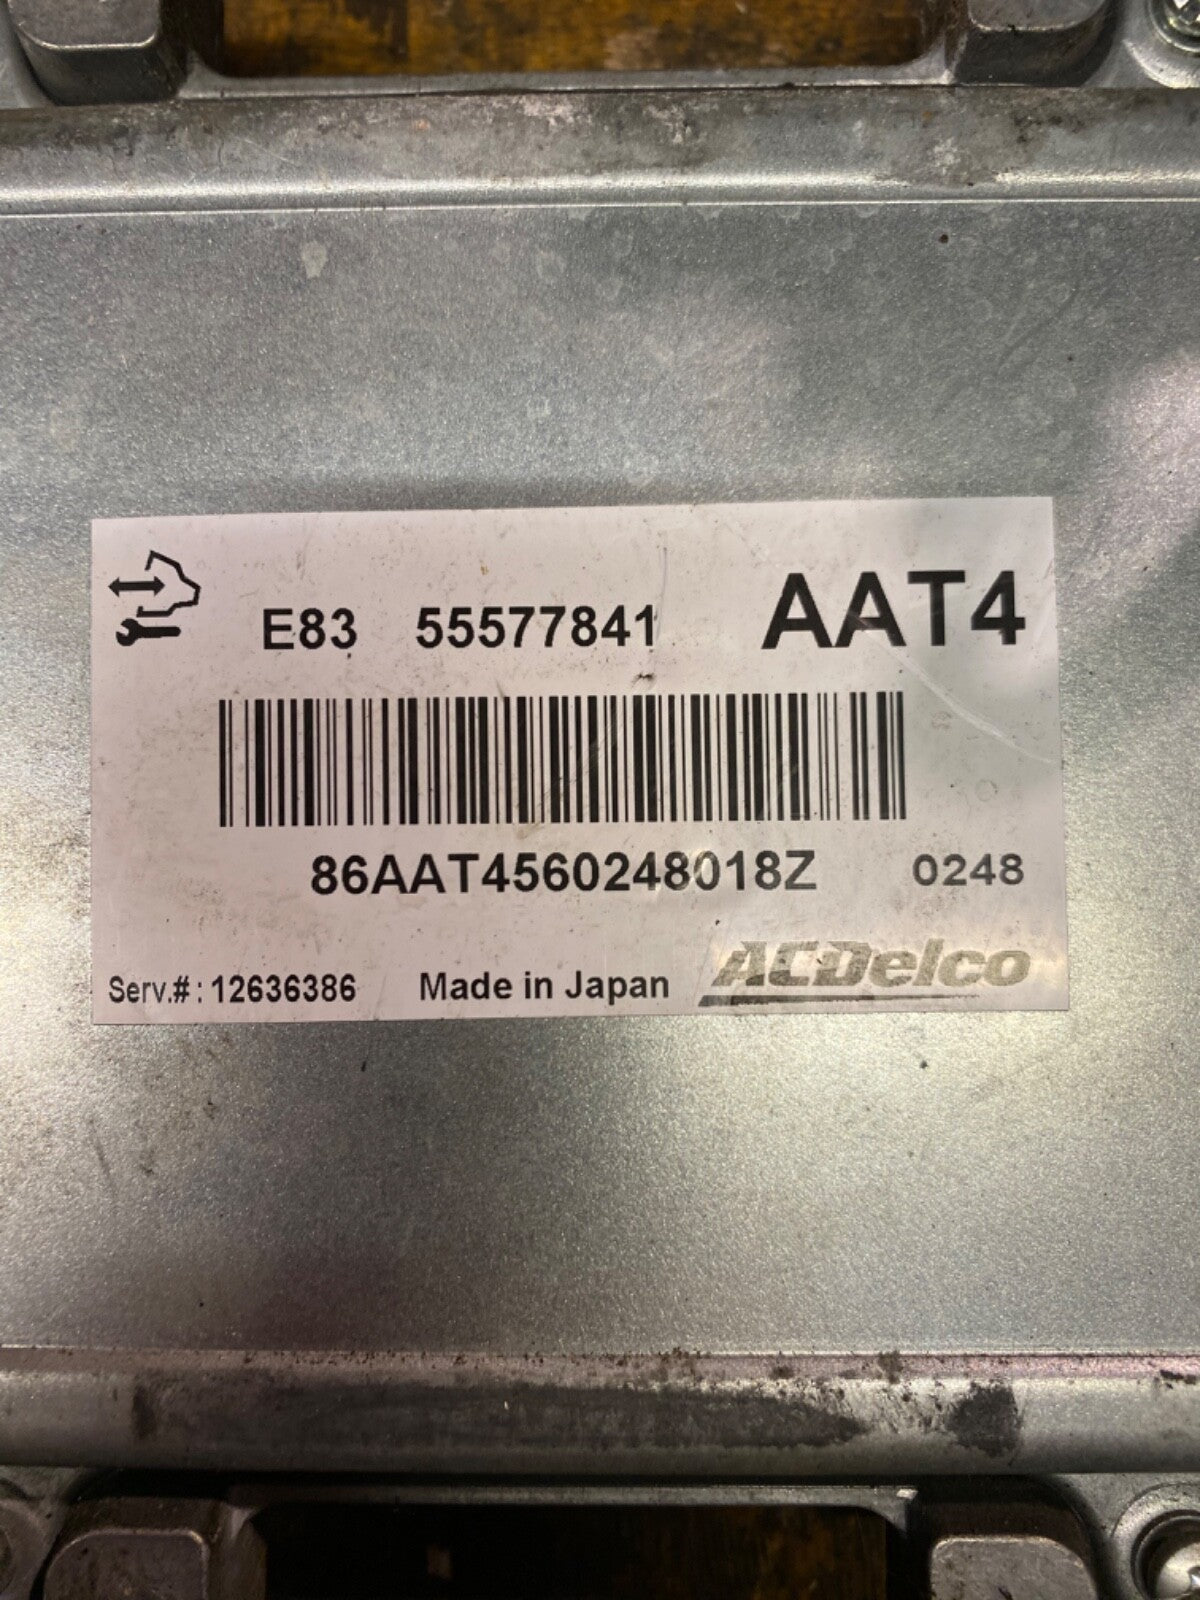 E83 55577841 AAT4
86AAT4560248018Z 0248
Serv.#: 12636386 Made in Japan ACDelco